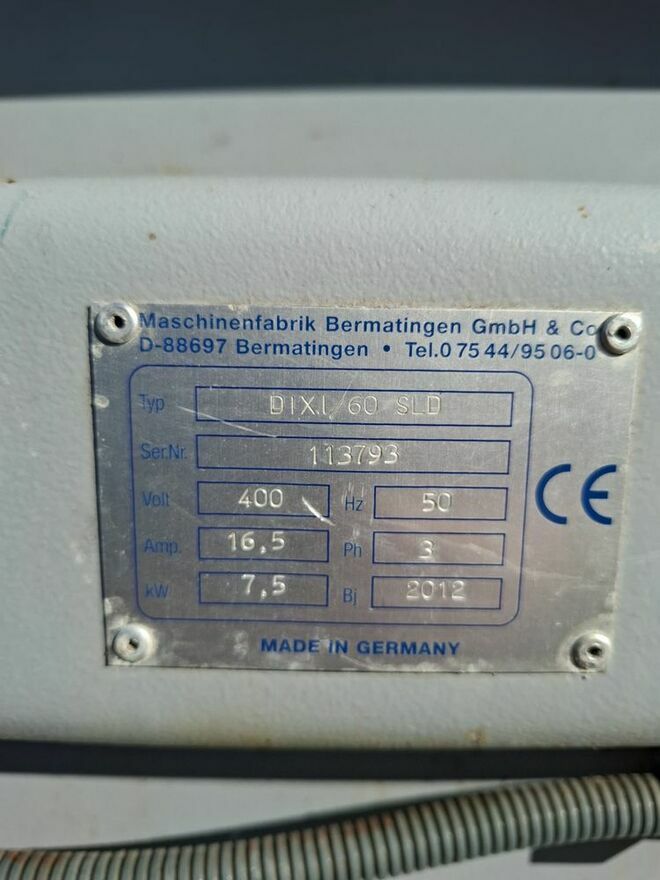 Maschinenfabrik Bermatingen GmbH & Co
D-88697 Bermatingen • Tel.0 75 44/95 06-0
Typ DIXI/60 SLD
Ser.Nr. 113793
Volt 400 Hz 50
Amp. 16,5 Ph 3
kW 7,5 Bj 2012
CE
MADE IN GERMANY